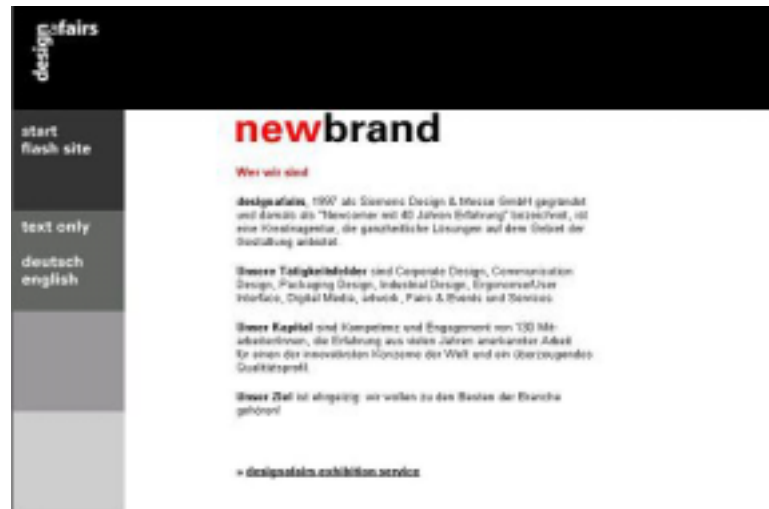 designafairs
start
flash site
text only
deutsch
english
newbrand
Wer wir sind
designafairs, 1997 als Siemens Design & Messe GmbH gegründet
und damals als "Newcomer mit 40 Jahren Erfahrung" bezeichnet, ist
eine Kreativagentur, die ganzheitliche Lösungen auf dem Gebiet der
Gestaltung anbietet.
Unsere Tätigkeitsfelder sind Corporate Design, Communication
Design, Packaging Design, Industrial Design, Ergonomie/User
Interface, Digital Media, artwork, Fairs & Events und Services.
Unser Kapital sind Kompetenz und Engagement von 130 Mit-
arbeiterInnen, die Erfahrung aus vielen Jahren anerkannter Arbeit
für einen der innovativsten Konzerne der Welt und ein überzeugendes
Qualitätsprofil.
Unser Ziel ist ehrgeizig: wir wollen zu den Besten der Branche
gehören!
» designafairs exhibition service